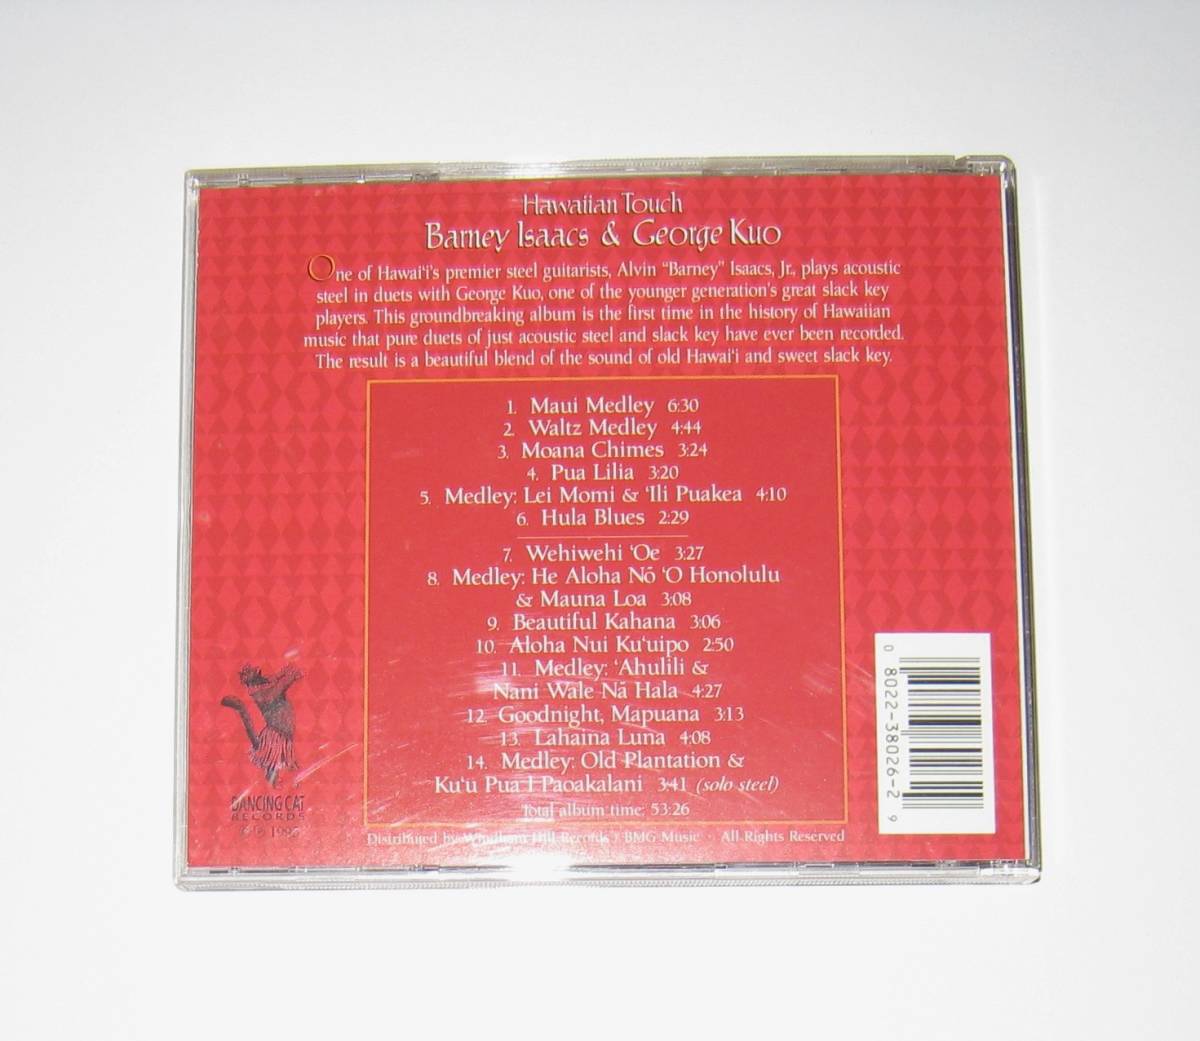 Hawaiian Touch
Barney Isaacs & George Kuo
One of Hawai‘i’s premier steel guitarists, Alvin “Barney” Isaacs, Jr., plays acoustic
steel in duets with George Kuo, one of the younger generation’s great slack key
players. This groundbreaking album is the first time in the history of Hawaiian
music that pure duets of just acoustic steel and slack key have ever been recorded.
The result is a beautiful blend of the sound of old Hawai‘i and sweet slack key.
1. Maui Medley 6:30
2. Waltz Medley 4:44
3. Moana Chimes 3:24
4. Pua Lilia 3:20
5. Medley: Lei Momi & ‘Ili Puakea 4:10
6. Hula Blues 2:29
7. Wehiwehi ‘Oe 3:27
8. Medley: He Aloha Nō ‘O Honolulu
& Mauna Loa 3:08
9. Beautiful Kahana 3:06
10. Aloha Nui Ku‘uipo 2:50
11. Medley: ‘Ahulili &
Nani Wale Nā Hala 4:27
12. Goodnight, Mapuana 3:13
13. Lahaina Luna 4:08
14. Medley: Old Plantation &
Ku‘u Pua I Paoakalani 3:41 (solo steel)
Total album time: 53:26
Distributed by Windham Hill Records / BMG Music · All Rights Reserved
DANCING CAT
RECORDS
© ℗
0 8022-38026-2 9